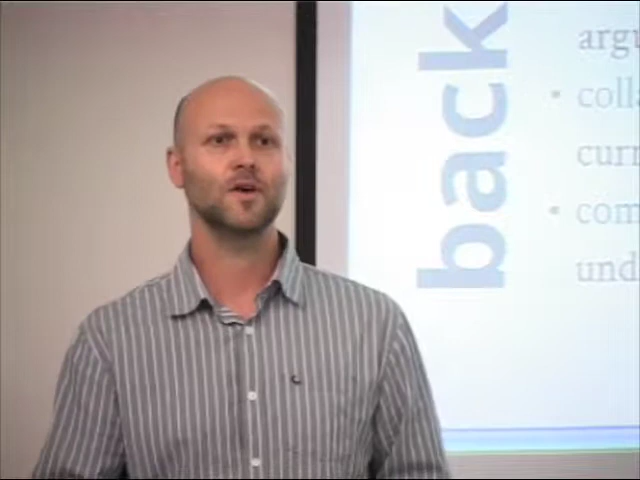 back
argu
• colla
curr
• com
und